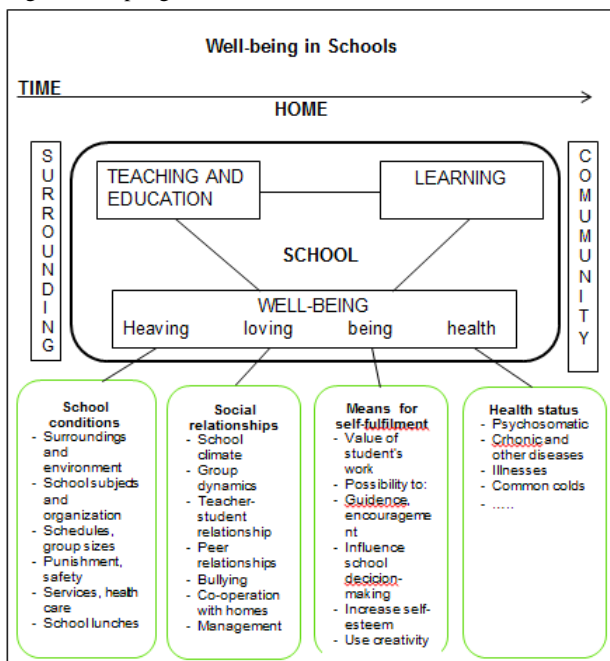 Well-being in Schools
TIME
HOME
SURROUNDING
COMUMUNITY
TEACHING AND
EDUCATION
LEARNING
SCHOOL
WELL-BEING
Heaving loving being health
School
conditions
- Surroundings
and
environment
- School subjects
and
organization
- Schedules,
group sizes
- Punishment,
safety
- Services, health
care
- School lunches
Social
relationships
- School
climate
- Group
dynamics
- Teacher-
student
relationship
- Peer
relationships
- Bullying
- Co-operation
with homes
- Management
Means for
self-fulfilment
- Value of
student's
work
- Possibility to:
- Guidence,
encourageme
nt
- Influence
school
decicion-
making
- Increase self-
esteem
- Use creativity
Health status
- Psychosomatic
- Crhonic and
other diseases
- Illnesses
- Common colds
- .....